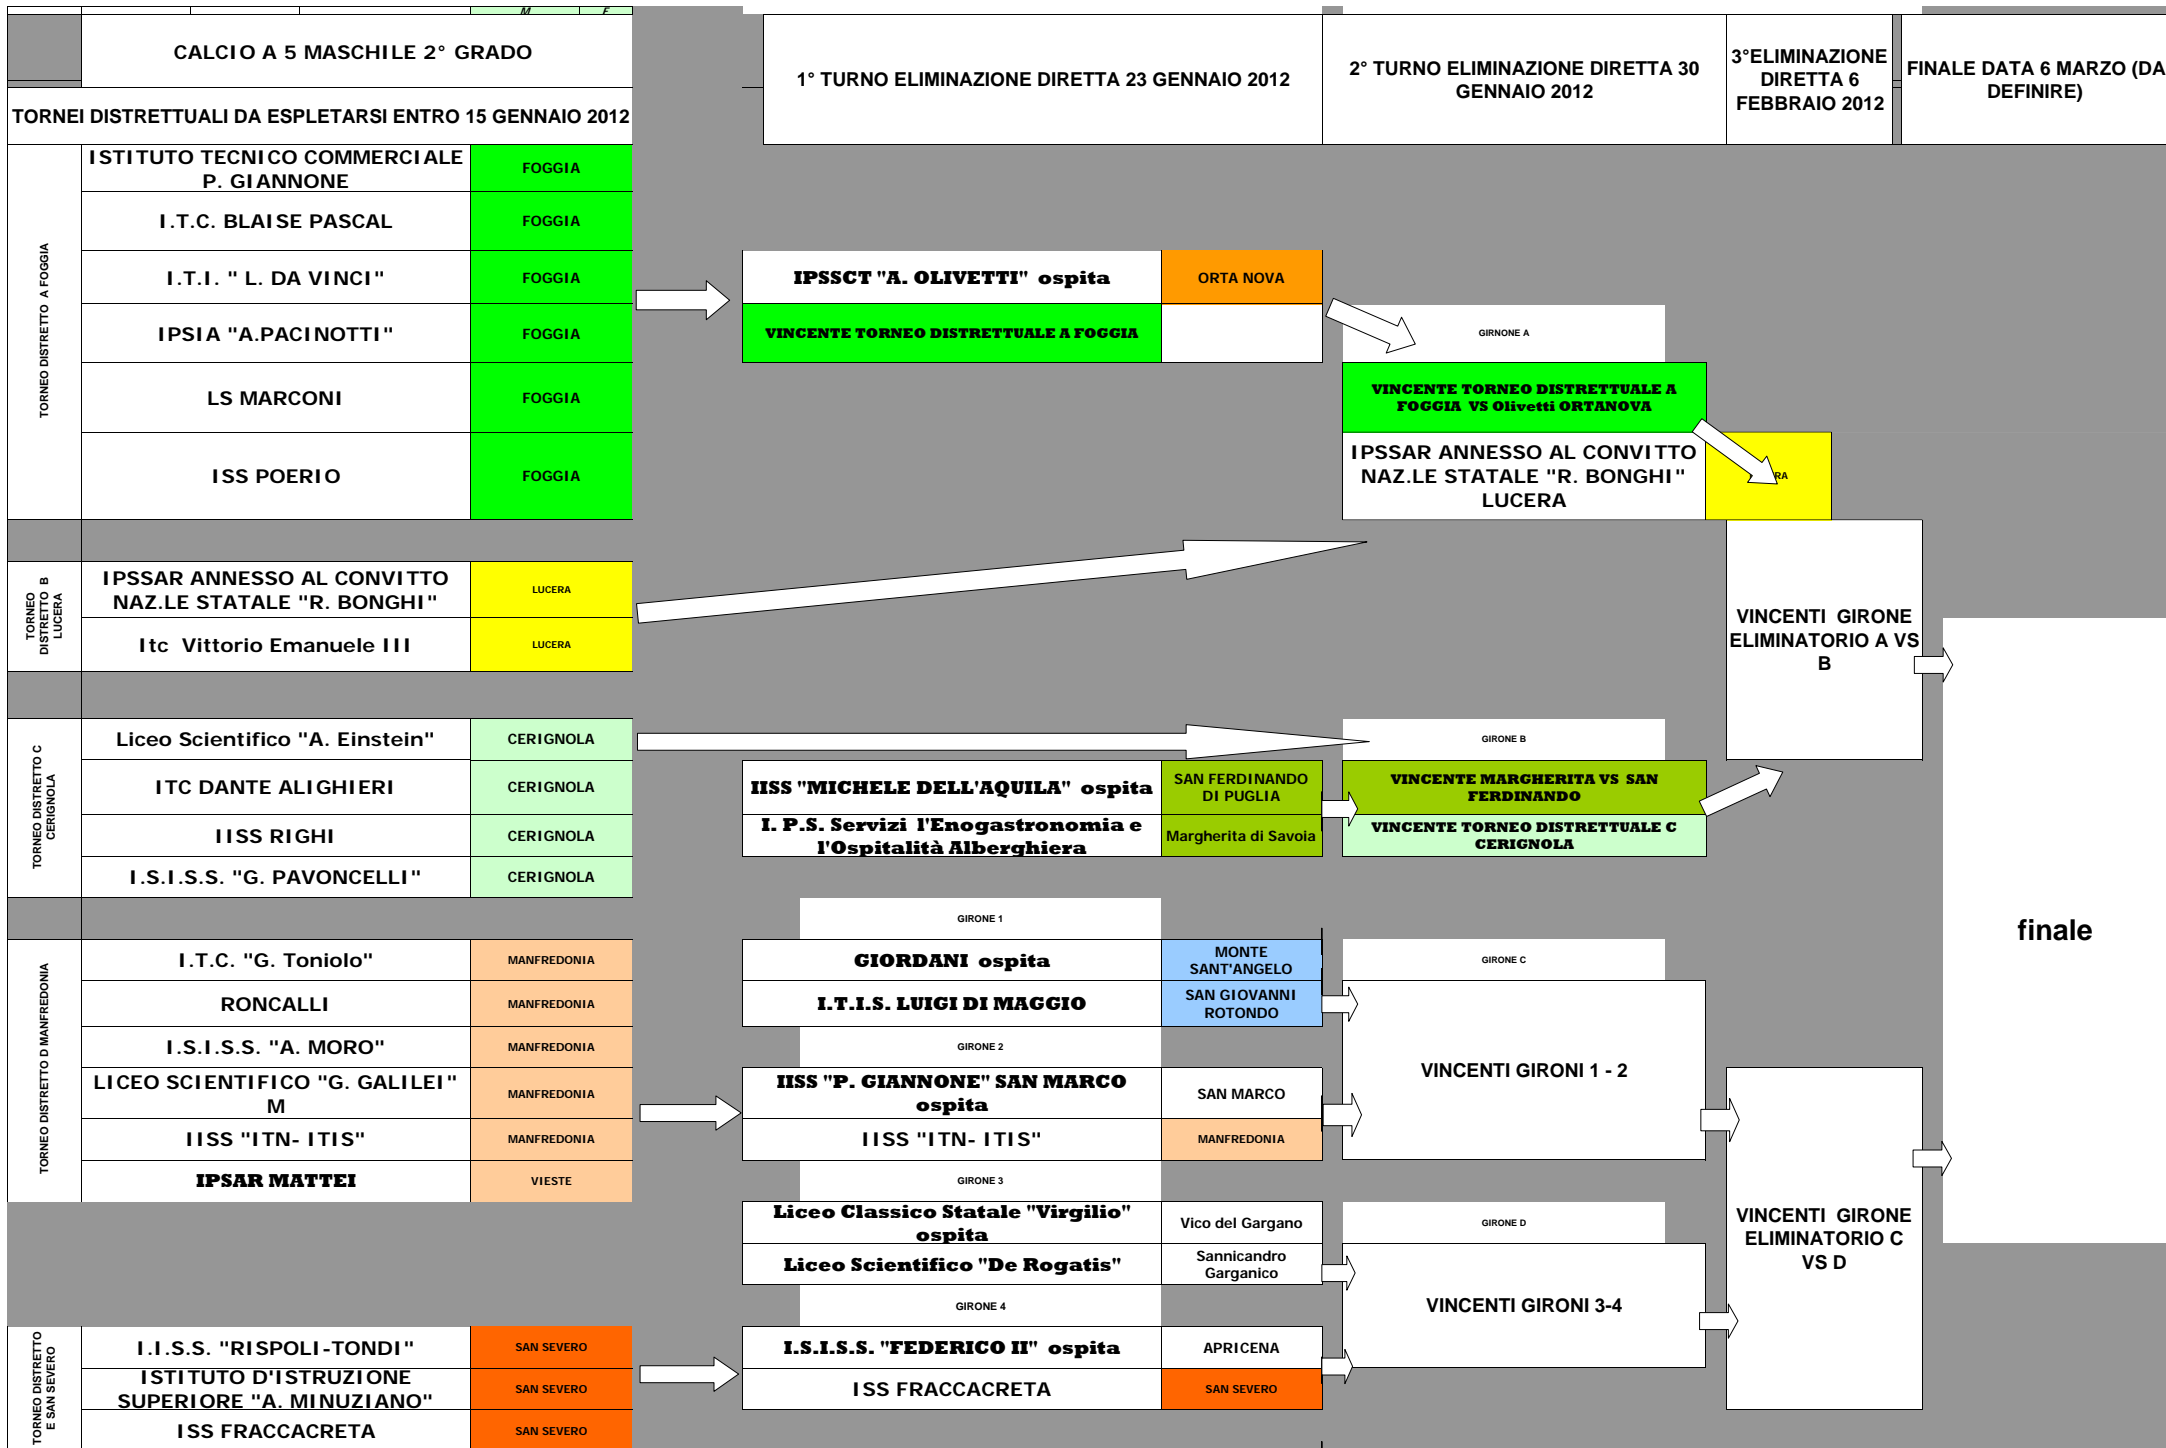 M F
CALCIO A 5 MASCHILE 2° GRADO
TORNEI DISTRETTUALI DA ESPLETARSI ENTRO 15 GENNAIO 2012
1° TURNO ELIMINAZIONE DIRETTA 23 GENNAIO 2012
2° TURNO ELIMINAZIONE DIRETTA 30
GENNAIO 2012
3°ELIMINAZIONE
DIRETTA 6
FEBBRAIO 2012
FINALE DATA 6 MARZO (DA
DEFINIRE)
TORNEO DISTRETTO A FOGGIA
ISTITUTO TECNICO COMMERCIALE
P. GIANNONE
FOGGIA
I.T.C. BLAISE PASCAL
FOGGIA
I.T.I. " L. DA VINCI"
FOGGIA
IPSIA "A.PACINOTTI"
FOGGIA
LS MARCONI
FOGGIA
ISS POERIO
FOGGIA
IPSSCT "A. OLIVETTI" ospita
ORTA NOVA
VINCENTE TORNEO DISTRETTUALE A FOGGIA
GIRNONE A
VINCENTE TORNEO DISTRETTUALE A
FOGGIA VS Olivetti ORTANOVA
IPSSAR ANNESSO AL CONVITTO
NAZ.LE STATALE "R. BONGHI"
LUCERA
RA
TORNEO
DISTRETTO B
LUCERA
IPSSAR ANNESSO AL CONVITTO
NAZ.LE STATALE "R. BONGHI"
LUCERA
Itc Vittorio Emanuele III
LUCERA
VINCENTI GIRONE
ELIMINATORIO A VS
B
TORNEO DISTRETTO C
CERIGNOLA
Liceo Scientifico "A. Einstein"
CERIGNOLA
ITC DANTE ALIGHIERI
CERIGNOLA
IISS RIGHI
CERIGNOLA
I.S.I.S.S. "G. PAVONCELLI"
CERIGNOLA
IISS "MICHELE DELL'AQUILA" ospita
SAN FERDINANDO
DI PUGLIA
I. P.S. Servizi l'Enogastronomia e
l'Ospitalità Alberghiera
Margherita di Savoia
GIRONE B
VINCENTE MARGHERITA VS SAN
FERDINANDO
VINCENTE TORNEO DISTRETTUALE C
CERIGNOLA
finale
TORNEO DISTRETTO D MANFREDONIA
I.T.C. "G. Toniolo"
MANFREDONIA
RONCALLI
MANFREDONIA
I.S.I.S.S. "A. MORO"
MANFREDONIA
LICEO SCIENTIFICO "G. GALILEI"
M
MANFREDONIA
IISS "ITN- ITIS"
MANFREDONIA
IPSAR MATTEI
VIESTE
GIRONE 1
GIORDANI ospita
MONTE
SANT'ANGELO
I.T.I.S. LUIGI DI MAGGIO
SAN GIOVANNI
ROTONDO
GIRONE 2
IISS "P. GIANNONE" SAN MARCO
ospita
SAN MARCO
IISS "ITN- ITIS"
MANFREDONIA
GIRONE 3
Liceo Classico Statale "Virgilio"
ospita
Vico del Gargano
Liceo Scientifico "De Rogatis"
Sannicandro
Garganico
GIRONE 4
I.S.I.S.S. "FEDERICO II" ospita
APRICENA
ISS FRACCACRETA
SAN SEVERO
GIRONE C
VINCENTI GIRONI 1 - 2
GIRONE D
VINCENTI GIRONI 3-4
VINCENTI GIRONE
ELIMINATORIO C
VS D
TORNEO DISTRETTO
E SAN SEVERO
I.I.S.S. "RISPOLI-TONDI"
SAN SEVERO
ISTITUTO D'ISTRUZIONE
SUPERIORE "A. MINUZIANO"
SAN SEVERO
ISS FRACCACRETA
SAN SEVERO